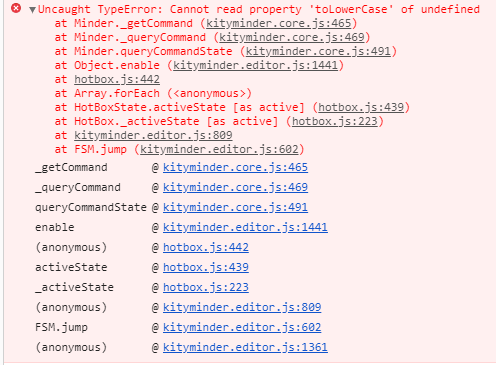 Uncaught TypeError: Cannot read property 'toLowerCase' of undefined
at Minder._getCommand (kityminder.core.js:465)
at Minder._queryCommand (kityminder.core.js:469)
at Minder.queryCommandState (kityminder.core.js:491)
at Object.enable (kityminder.editor.js:1441)
at hotbox.js:442
at Array.forEach (<anonymous>)
at HotBoxState.activeState [as active] (hotbox.js:439)
at HotBox._activeState [as active] (hotbox.js:223)
at kityminder.editor.js:809
at FSM.jump (kityminder.editor.js:602)
_getCommand @ kityminder.core.js:465
_queryCommand @ kityminder.core.js:469
queryCommandState @ kityminder.core.js:491
enable @ kityminder.editor.js:1441
(anonymous) @ hotbox.js:442
activeState @ hotbox.js:439
_activeState @ hotbox.js:223
(anonymous) @ kityminder.editor.js:809
FSM.jump @ kityminder.editor.js:602
(anonymous) @ kityminder.editor.js:1361